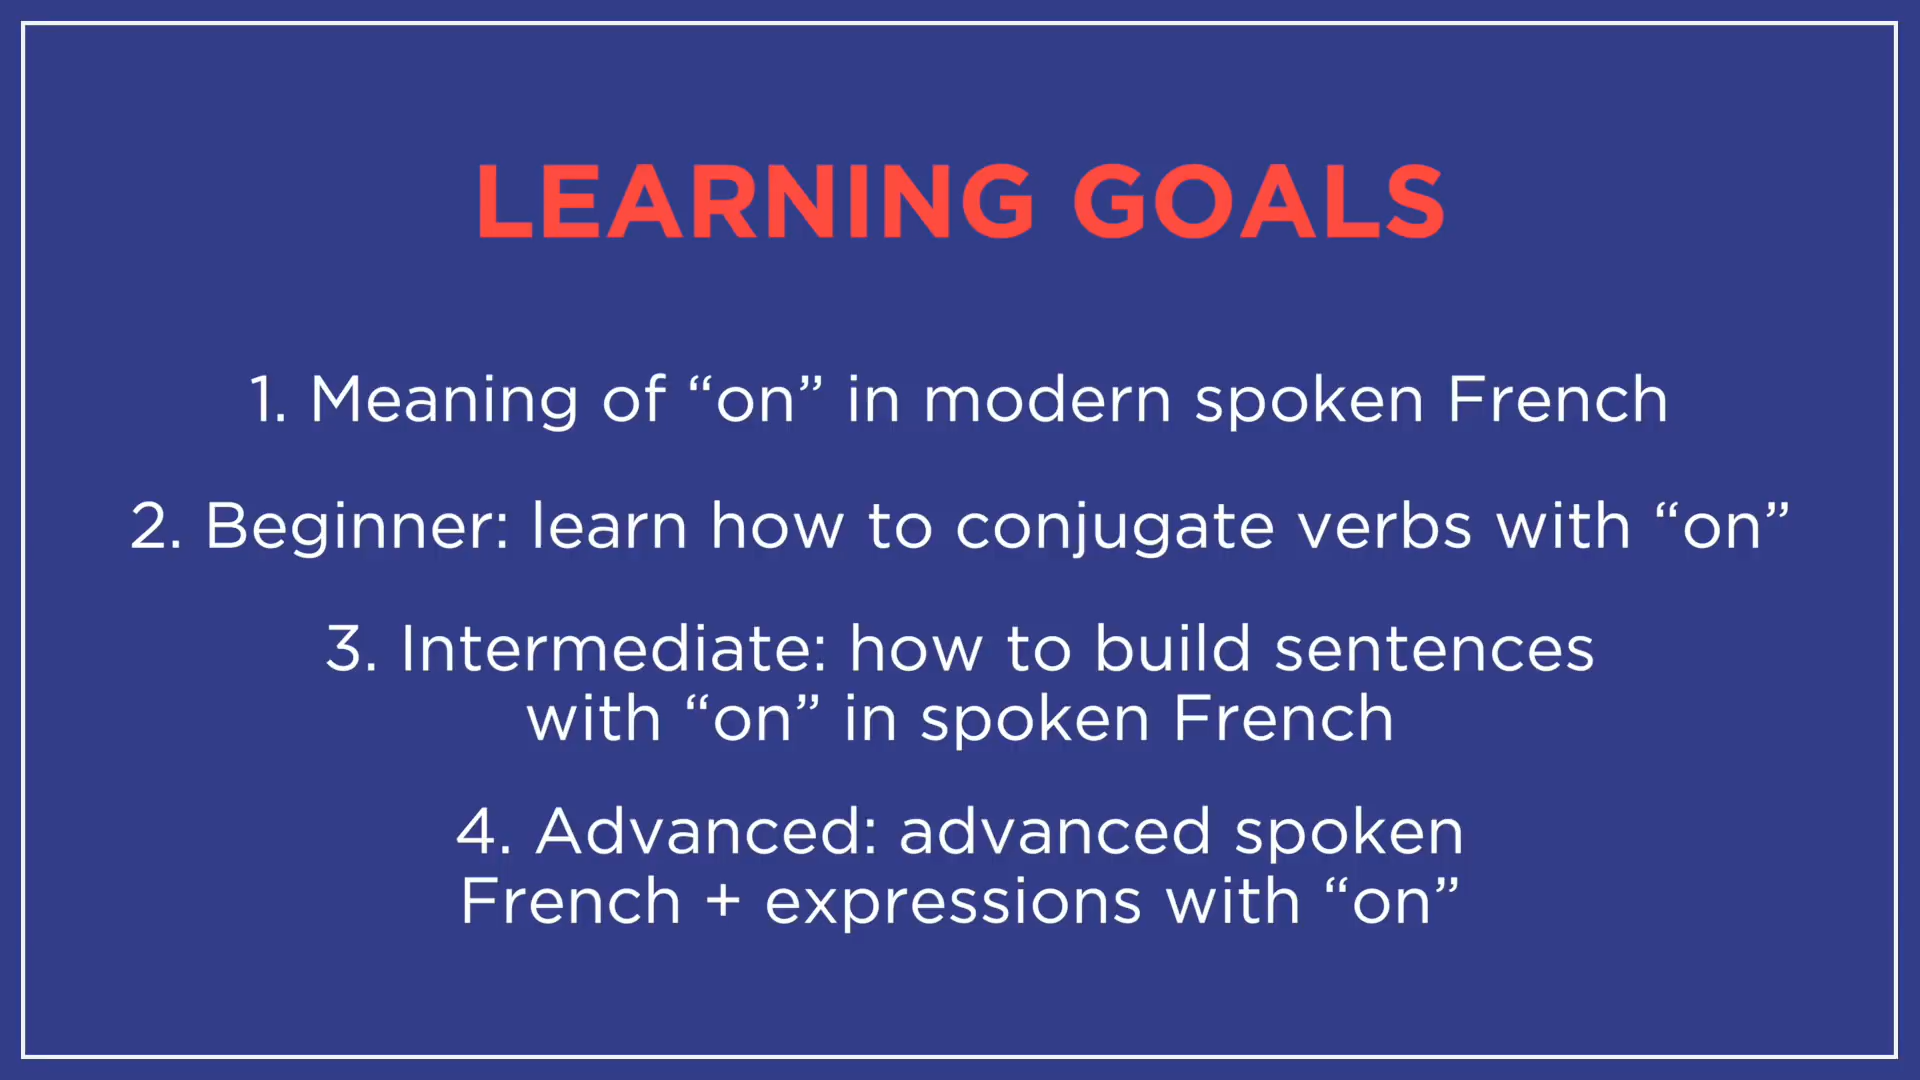 LEARNING GOALS
1. Meaning of “on” in modern spoken French
2. Beginner: learn how to conjugate verbs with “on”
3. Intermediate: how to build sentences
with “on” in spoken French
4. Advanced: advanced spoken
French + expressions with “on”